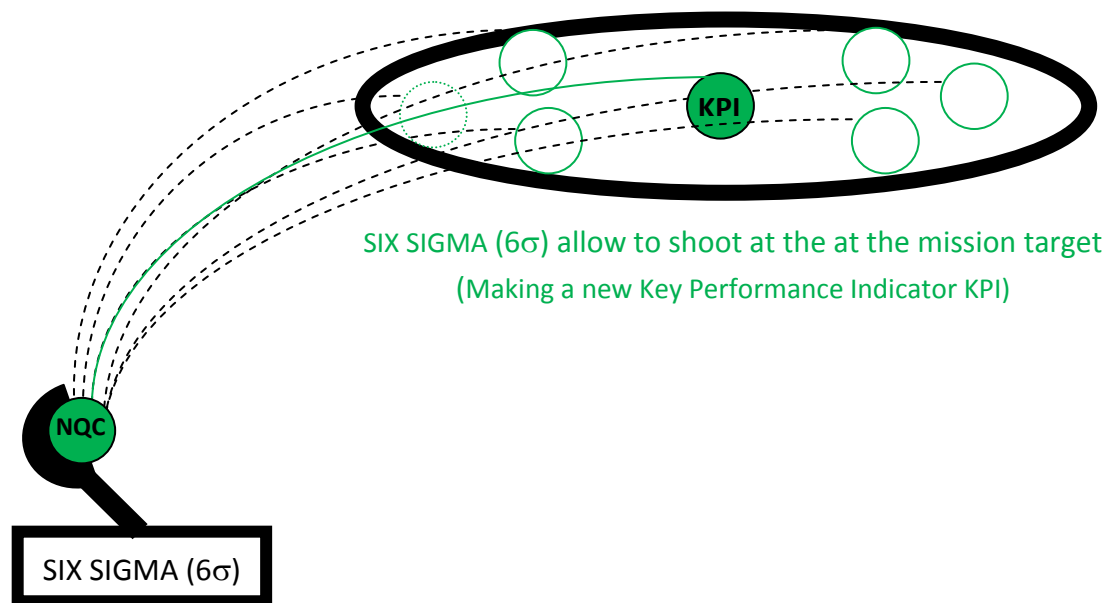 KPI
SIX SIGMA (6σ) allow to shoot at the at the mission target
(Making a new Key Performance Indicator KPI)
NQC
SIX SIGMA (6σ)